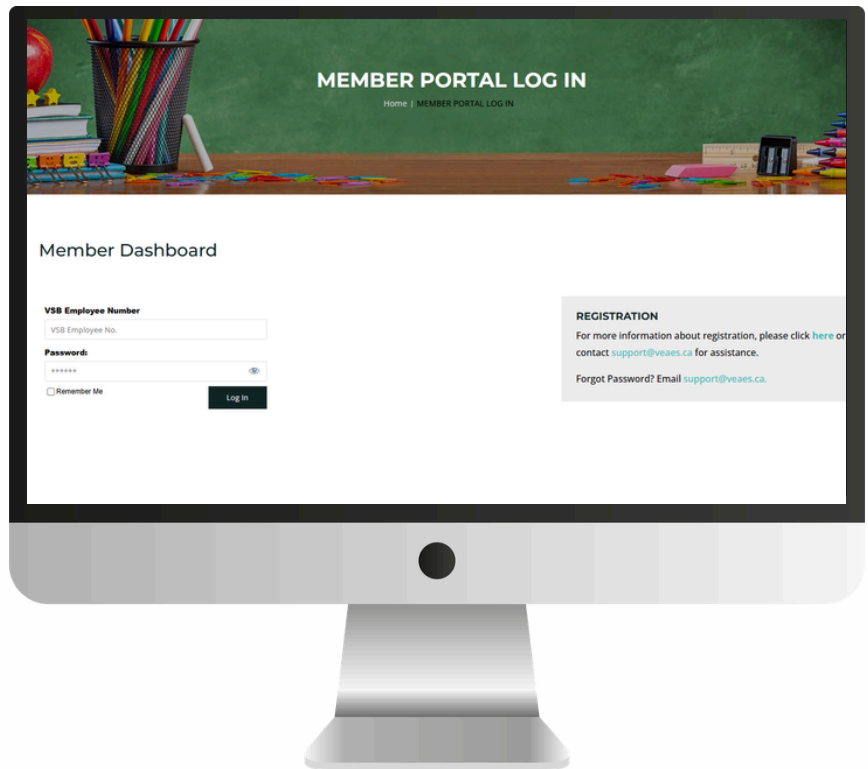 MEMBER PORTAL LOG IN
Home | MEMBER PORTAL LOG IN
Member Dashboard
VSB Employee Number
VSB Employee No.
Password:
******
Remember Me
Log In
REGISTRATION
For more information about registration, please click here or
contact support@veaes.ca for assistance.
Forgot Password? Email support@veaes.ca.